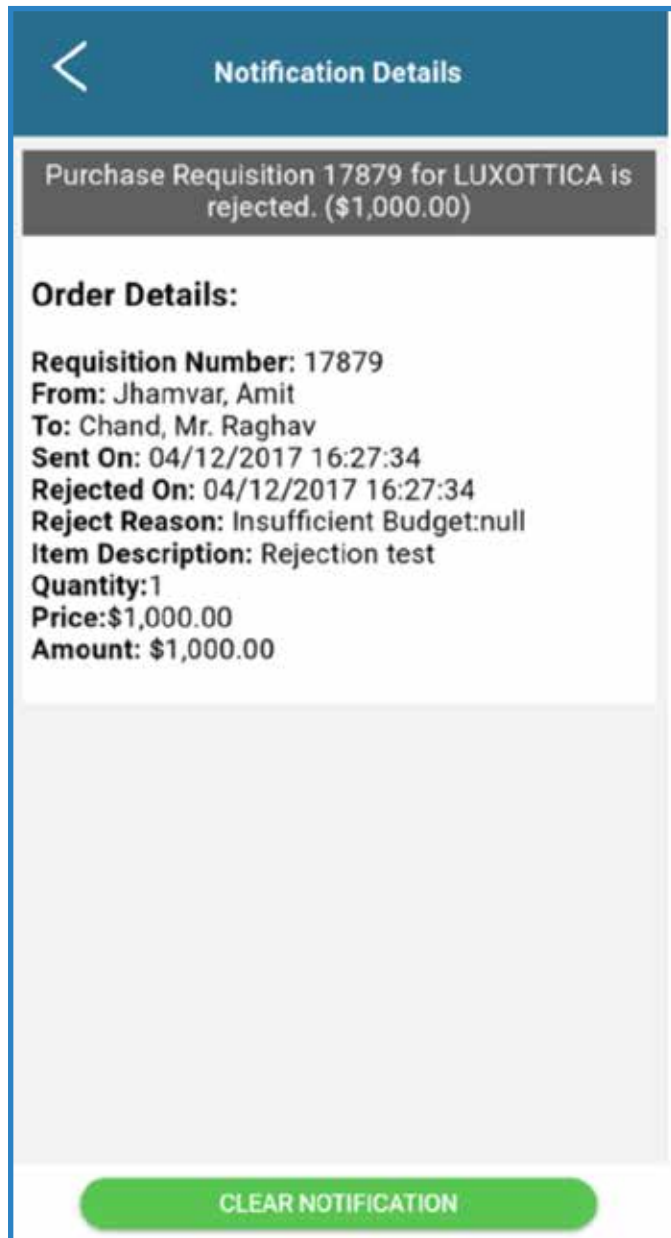 Notification Details
Purchase Requisition 17879 for LUXOTTICA is
rejected. ($1,000.00)
Order Details:
Requisition Number: 17879
From: Jhamvar, Amit
To: Chand, Mr. Raghav
Sent On: 04/12/2017 16:27:34
Rejected On: 04/12/2017 16:27:34
Reject Reason: Insufficient Budget:null
Item Description: Rejection test
Quantity:1
Price:$1,000.00
Amount: $1,000.00
CLEAR NOTIFICATION